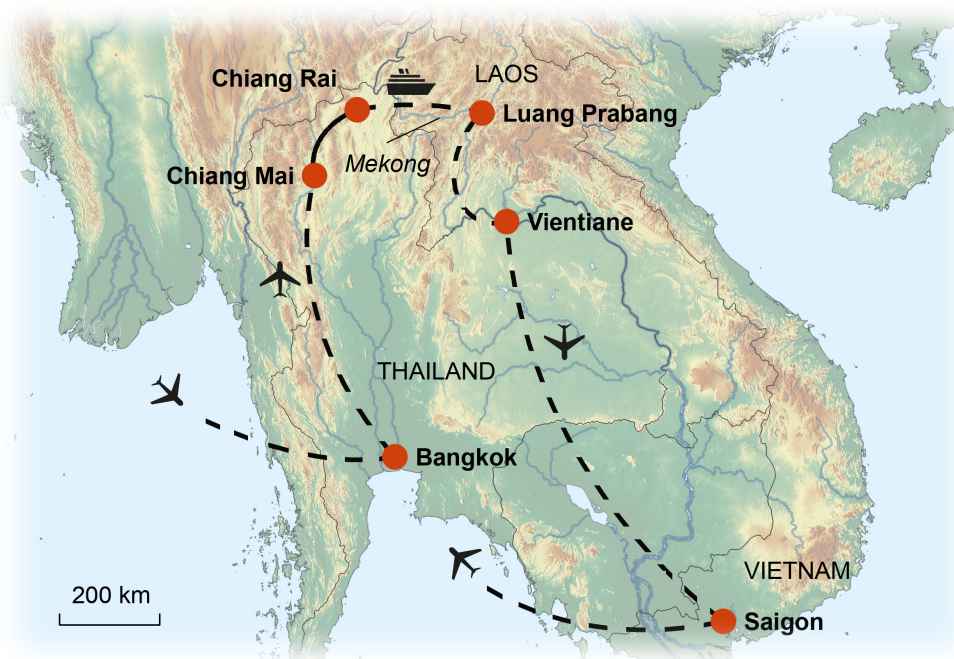 LAOS
Chiang Rai
Luang Prabang
Mekong
Chiang Mai
Vientiane
THAILAND
Bangkok
VIETNAM
200 km
Saigon